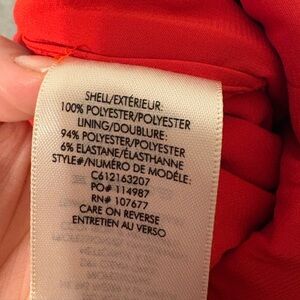 SHELL/EXTÉRIEUR:
100% POLYESTER/POLYESTER
LINING/DOUBLURE:
94% POLYESTER/POLYESTER
6% ELASTANE/ÉLASTHANNE
STYLE#/NUMÉRO DE MODÈLE:
C612163207
PO# 114987
RN# 107677
CARE ON REVERSE
ENTRETIEN AU VERSO